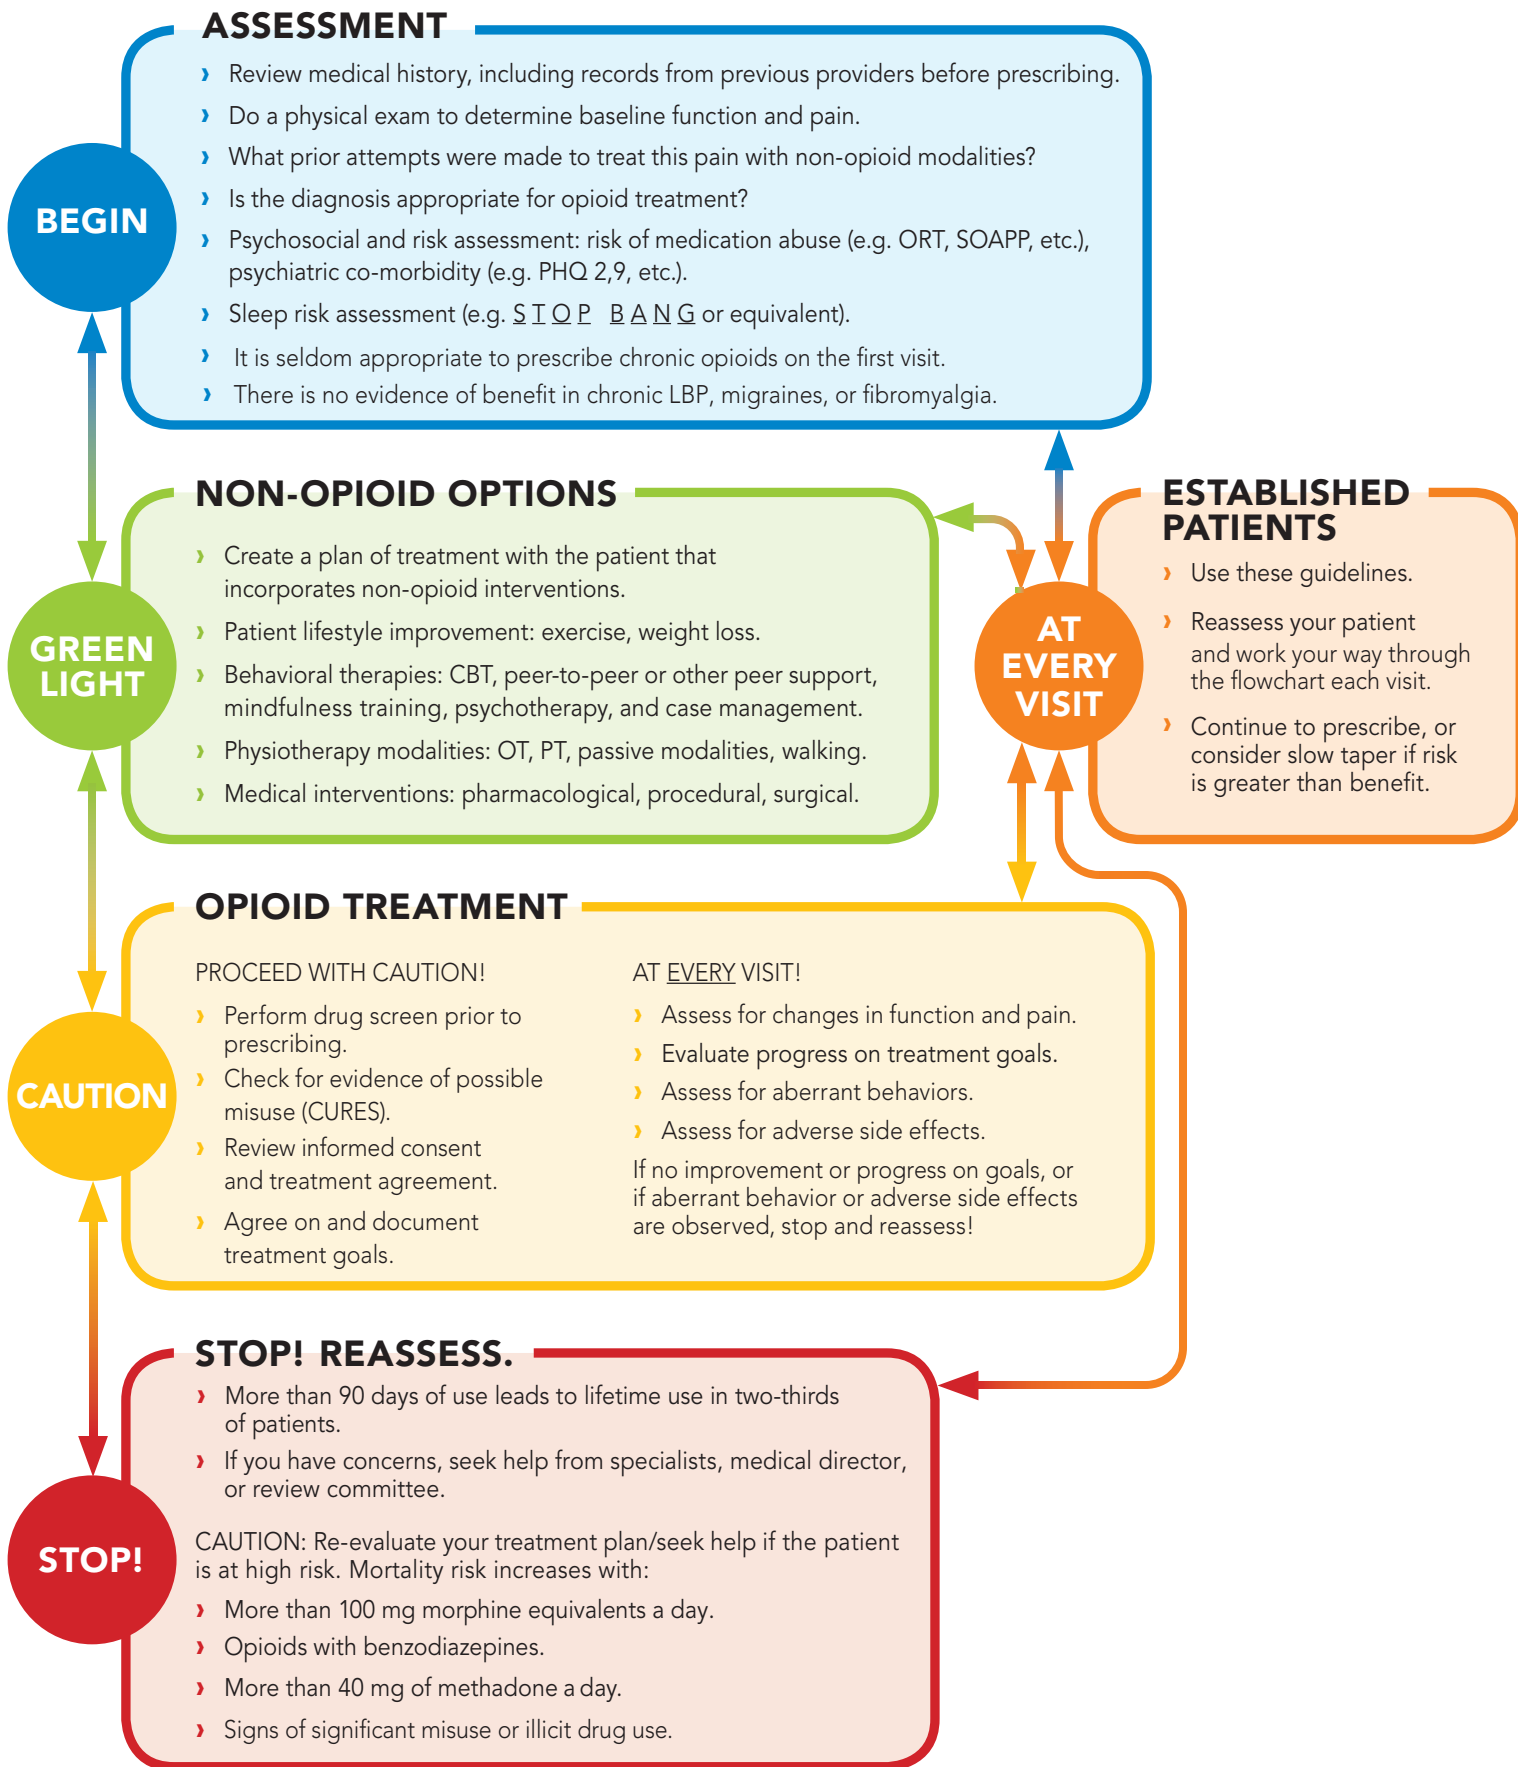 ASSESSMENT
Review medical history, including records from previous providers before prescribing.
Do a physical exam to determine baseline function and pain.
What prior attempts were made to treat this pain with non-opioid modalities?
Is the diagnosis appropriate for opioid treatment?
Psychosocial and risk assessment: risk of medication abuse (e.g. ORT, SOAPP, etc.),
psychiatric co-morbidity (e.g. PHQ 2,9, etc.).
Sleep risk assessment (e.g. S T O P B A N G or equivalent).
It is seldom appropriate to prescribe chronic opioids on the first visit.
There is no evidence of benefit in chronic LBP, migraines, or fibromyalgia.
BEGIN
NON-OPIOID OPTIONS
Create a plan of treatment with the patient that
incorporates non-opioid interventions.
Patient lifestyle improvement: exercise, weight loss.
Behavioral therapies: CBT, peer-to-peer or other peer support,
mindfulness training, psychotherapy, and case management.
Physiotherapy modalities: OT, PT, passive modalities, walking.
Medical interventions: pharmacological, procedural, surgical.
GREEN
LIGHT
ESTABLISHED
PATIENTS
Use these guidelines.
Reassess your patient
and work your way through
the flowchart each visit.
Continue to prescribe, or
consider slow taper if risk
is greater than benefit.
AT
EVERY
VISIT
OPIOID TREATMENT
PROCEED WITH CAUTION!
Perform drug screen prior to
prescribing.
Check for evidence of possible
misuse (CURES).
Review informed consent
and treatment agreement.
Agree on and document
treatment goals.
AT EVERY VISIT!
Assess for changes in function and pain.
Evaluate progress on treatment goals.
Assess for aberrant behaviors.
Assess for adverse side effects.
If no improvement or progress on goals, or
if aberrant behavior or adverse side effects
are observed, stop and reassess!
CAUTION
STOP! REASSESS.
More than 90 days of use leads to lifetime use in two-thirds
of patients.
If you have concerns, seek help from specialists, medical director,
or review committee.
CAUTION: Re-evaluate your treatment plan/seek help if the patient
is at high risk. Mortality risk increases with:
More than 100 mg morphine equivalents a day.
Opioids with benzodiazepines.
More than 40 mg of methadone a day.
Signs of significant misuse or illicit drug use.
STOP!